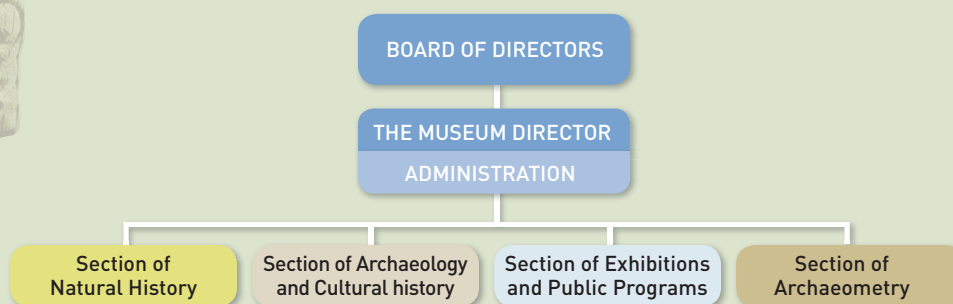 BOARD OF DIRECTORS
THE MUSEUM DIRECTOR
ADMINISTRATION
Section of
Natural History
Section of Archaeology
and Cultural history
Section of Exhibitions
and Public Programs
Section of
Archaeometry